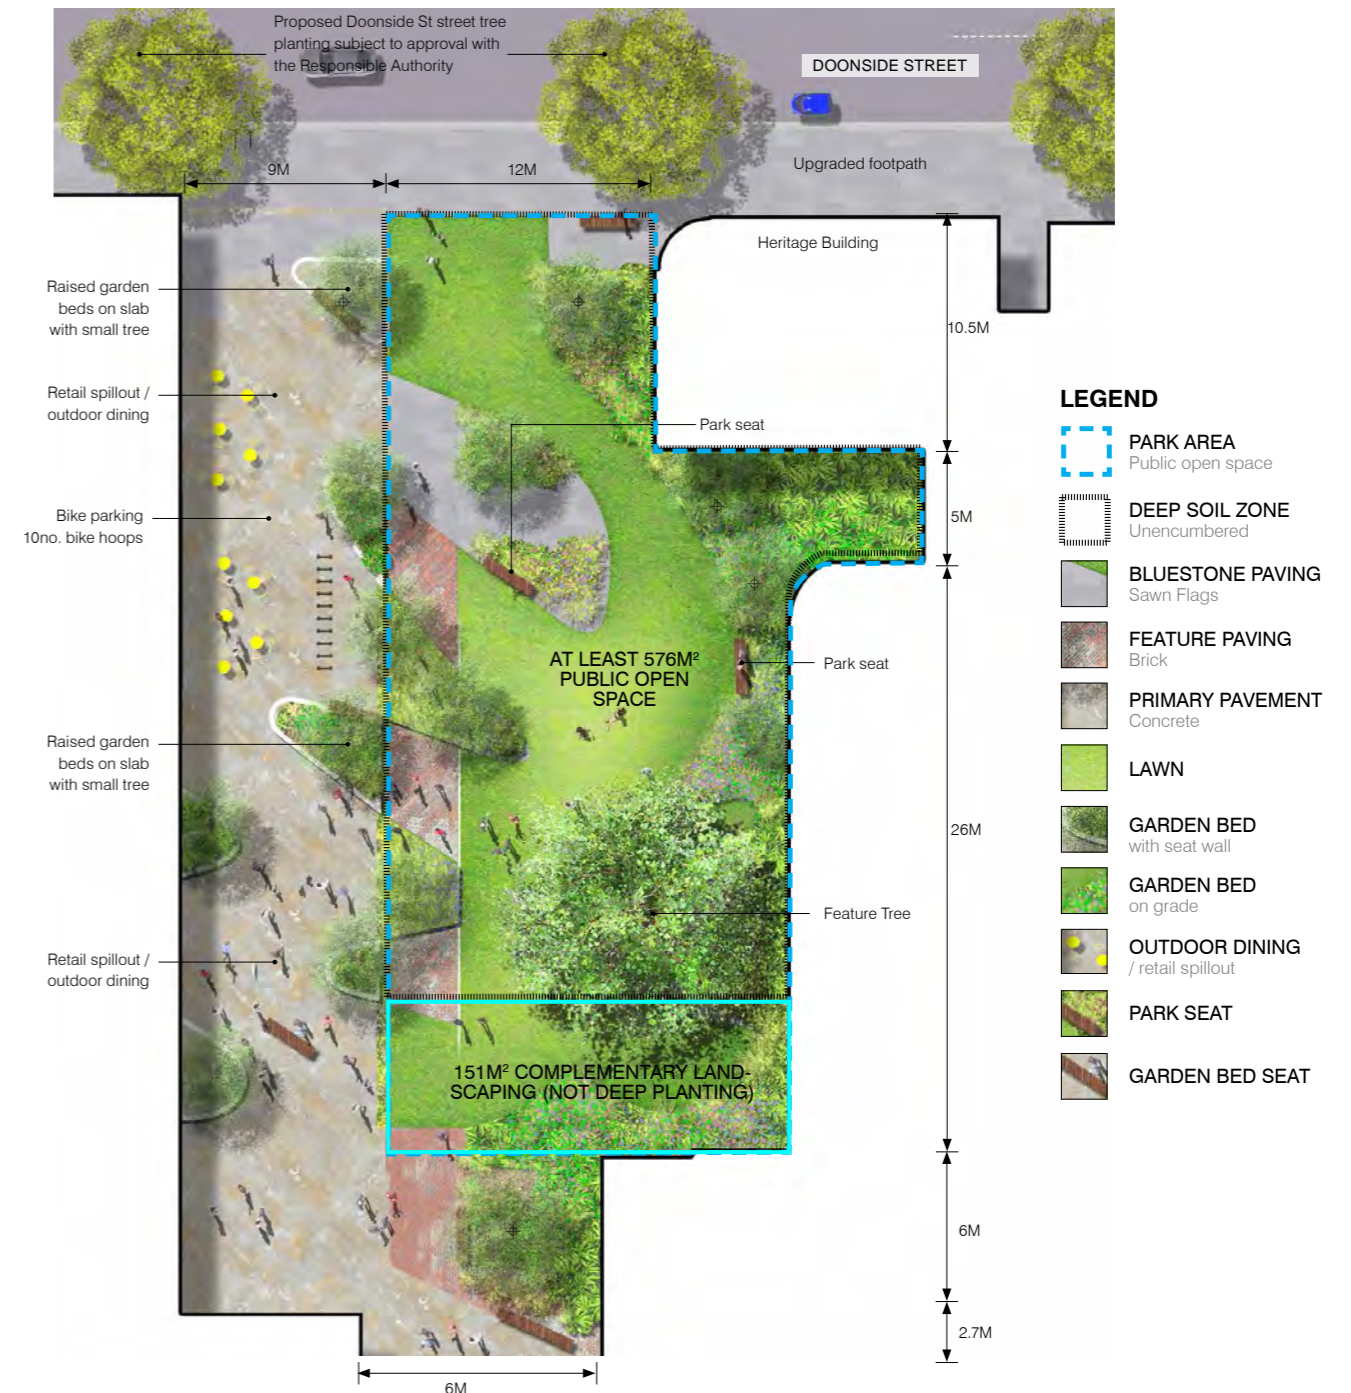 Proposed Doonside St street tree
planting subject to approval with
the Responsible Authority
DOONSIDE STREET
9M
12M
Upgraded footpath
Heritage Building
Raised garden
beds on slab
with small tree
10.5M
Retail spillout /
outdoor dining
Park seat
Bike parking
10no. bike hoops
5M
AT LEAST 576M²
PUBLIC OPEN
SPACE
Park seat
Raised garden
beds on slab
with small tree
26M
Feature Tree
Retail spillout /
outdoor dining
151M² COMPLEMENTARY LAND-
SCAPING (NOT DEEP PLANTING)
6M
2.7M
6M
LEGEND
PARK AREA
Public open space
DEEP SOIL ZONE
Unencumbered
BLUESTONE PAVING
Sawn Flags
FEATURE PAVING
Brick
PRIMARY PAVEMENT
Concrete
LAWN
GARDEN BED
with seat wall
GARDEN BED
on grade
OUTDOOR DINING
/ retail spillout
PARK SEAT
GARDEN BED SEAT